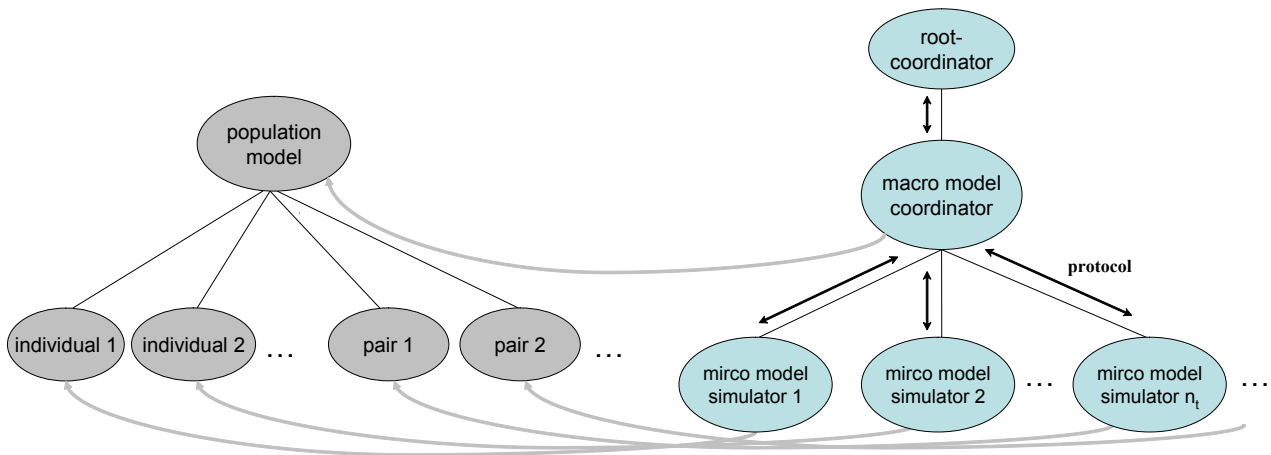 root-
coordinator
population
model
macro model
coordinator
protocol
individual 1
individual 2
...
pair 1
pair 2
...
mirco model
simulator 1
mirco model
simulator 2
...
mirco model
simulator nt
...